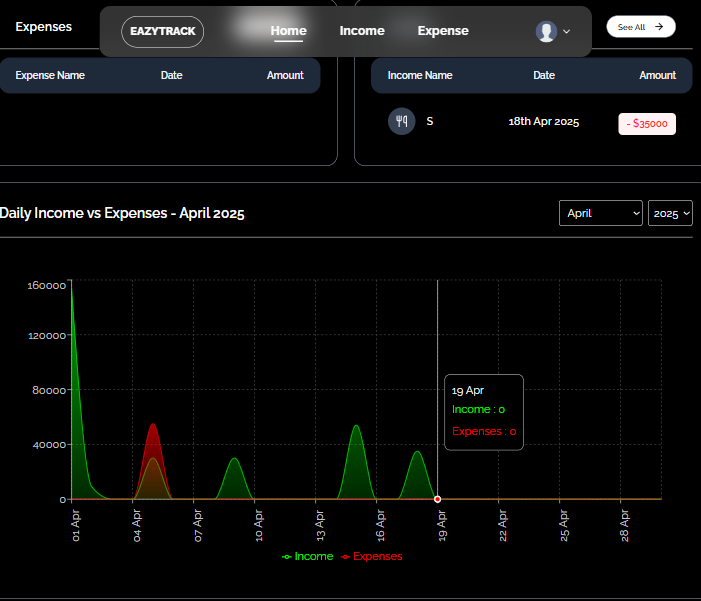 Expenses
EAZYTRACK
Home
Income
Expense
See All
Expense Name
Date
Amount
Income Name
Date
Amount
S
18th Apr 2025
- $35000
Daily Income vs Expenses - April 2025
April
2025
160000
120000
80000
40000
0
19 Apr
Income : 0
Expenses : 0
01 Apr
04 Apr
07 Apr
10 Apr
13 Apr
16 Apr
19 Apr
22 Apr
25 Apr
28 Apr
Income
Expenses